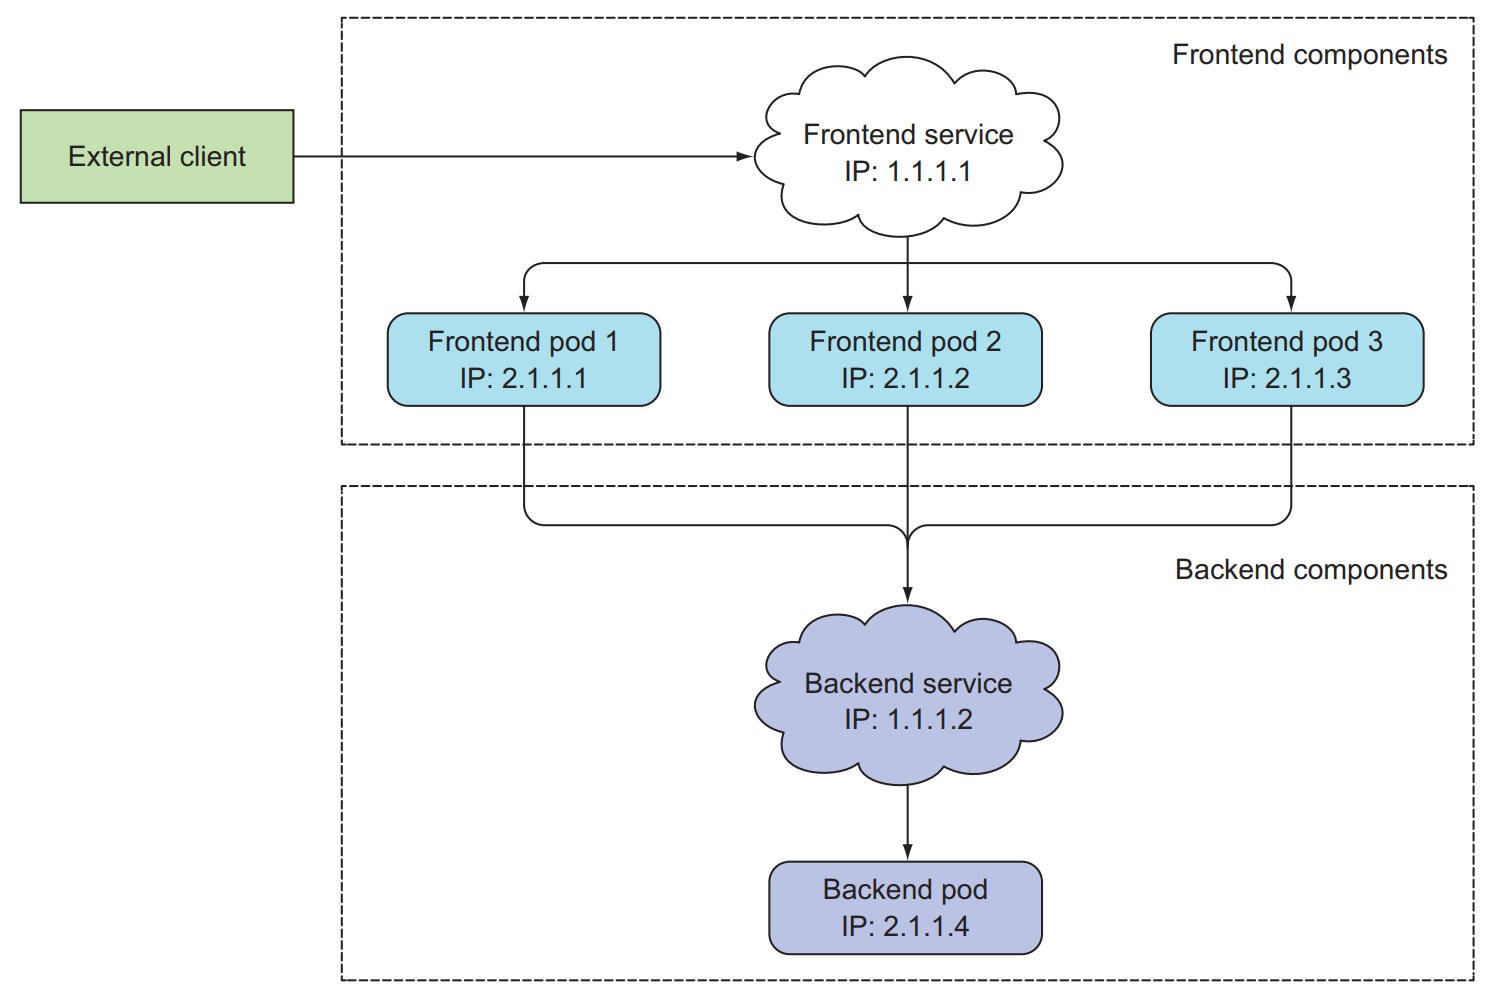 Frontend components
External client
Frontend service
IP: 1.1.1.1
Frontend pod 1
IP: 2.1.1.1
Frontend pod 2
IP: 2.1.1.2
Frontend pod 3
IP: 2.1.1.3
Backend components
Backend service
IP: 1.1.1.2
Backend pod
IP: 2.1.1.4